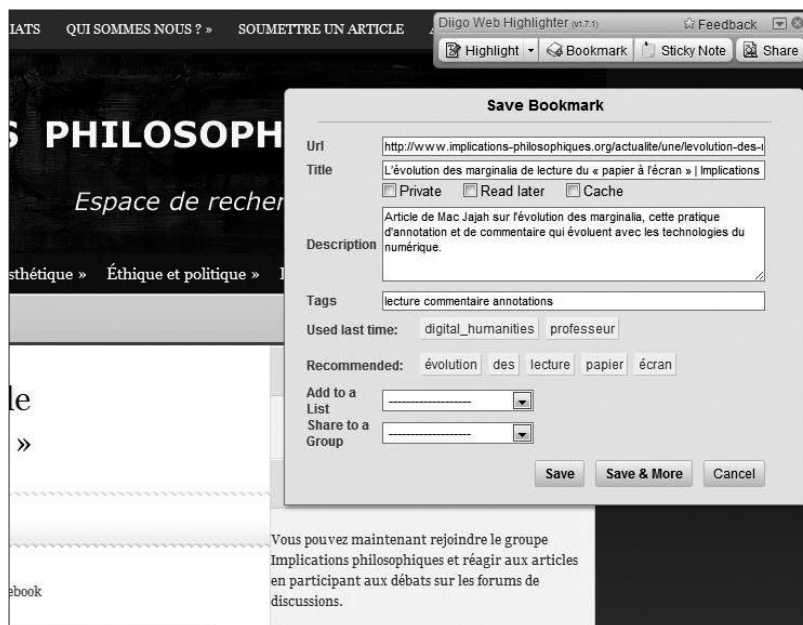 IATS QUI SOMMES NOUS ? » SOUMETTRE UN ARTICLE
Diigo Web Highlighter (v1.7.1) Feedback
Highlight Bookmark Sticky Note Share
S PHILOSOPH
Espace de recher
sthétique » Éthique et politique »
Save Bookmark
Url http://www.implications-philosophiques.org/actualite/une/levolution-des-
Title L'évolution des marginalia de lecture du « papier à l'écran » | Implications
Private Read later Cache
Description Article de Mac Jajah sur l'évolution des marginalia, cette pratique
d'annotation et de commentaire qui évoluent avec les technologies du
numérique.
Tags lecture commentaire annotations
Used last time: digital_humanities professeur
Recommended: évolution des lecture papier écran
Add to a
List --------------------
Share to a
Group --------------------
Save Save & More Cancel
le
»
Vous pouvez maintenant rejoindre le groupe
Implications philosophiques et réagir aux articles
en participant aux débats sur les forums de
discussions.
ebook